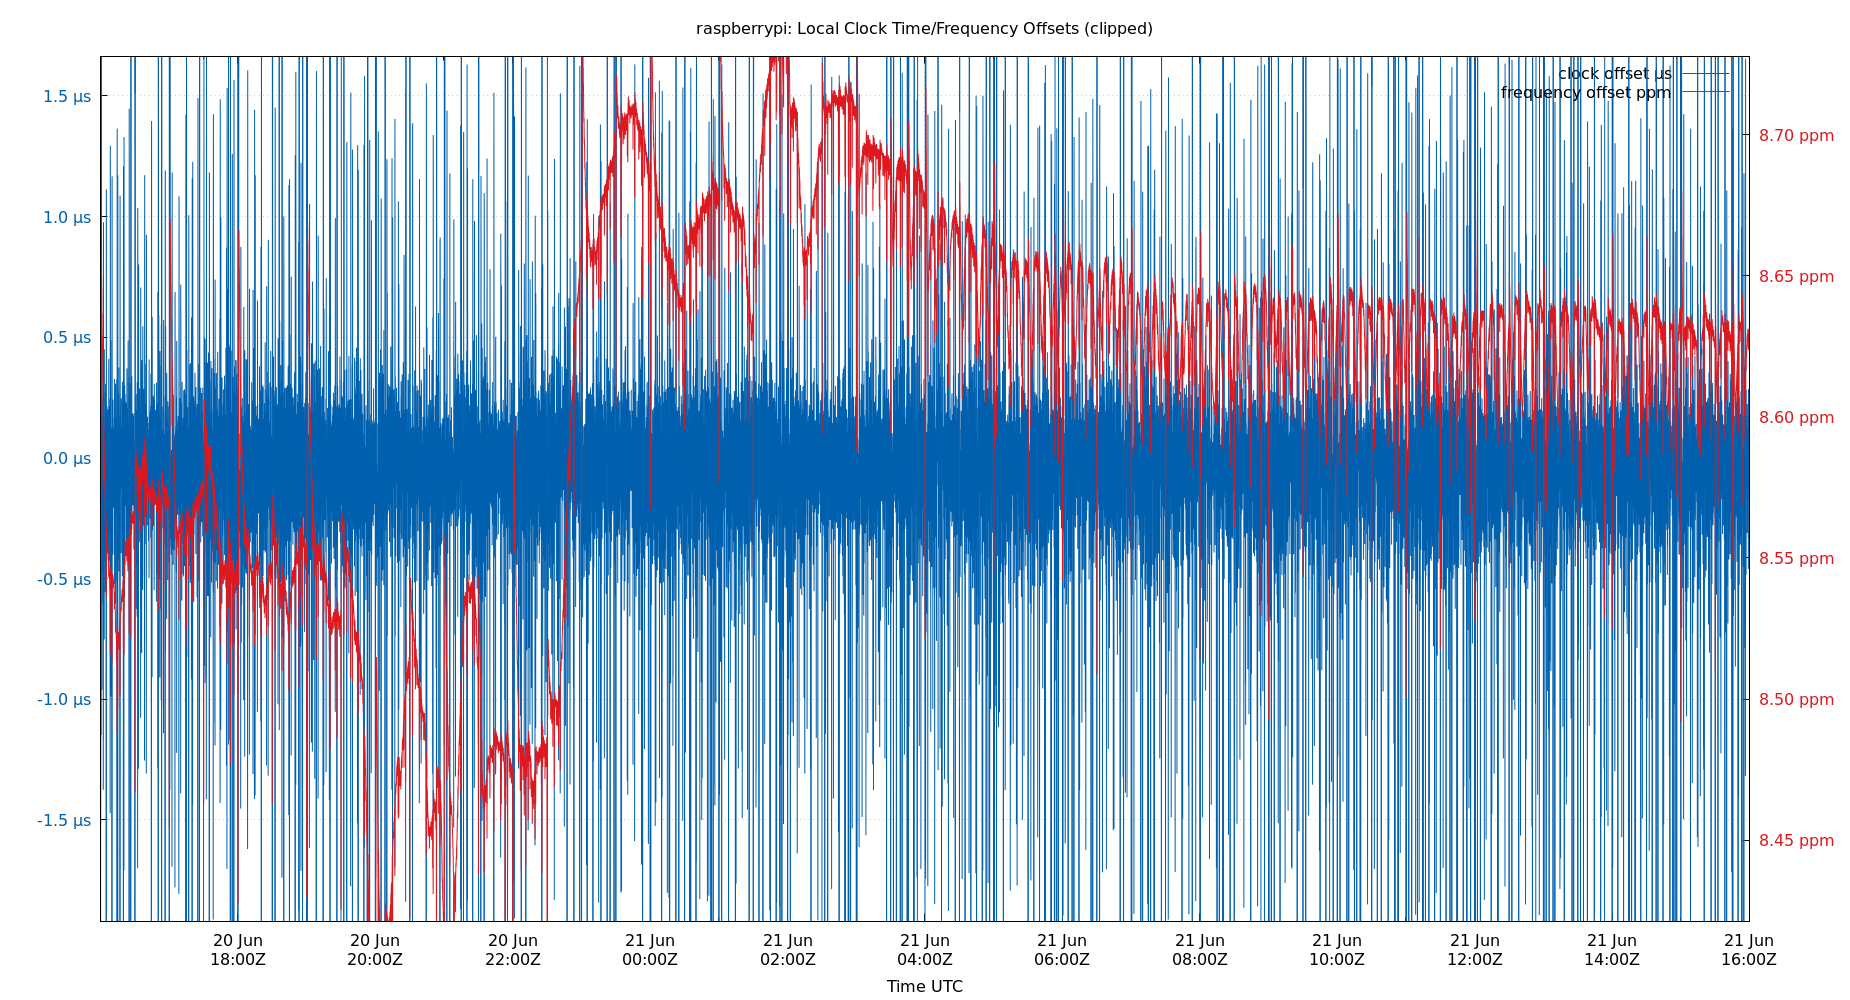 raspberrypi: Local Clock Time/Frequency Offsets (clipped)
clock offset µs
frequency offset ppm
1.5 µs
1.0 µs
0.5 µs
0.0 µs
-0.5 µs
-1.0 µs
-1.5 µs
8.70 ppm
8.65 ppm
8.60 ppm
8.55 ppm
8.50 ppm
8.45 ppm
20 Jun
18:00Z
20 Jun
20:00Z
20 Jun
22:00Z
21 Jun
00:00Z
21 Jun
02:00Z
21 Jun
04:00Z
21 Jun
06:00Z
21 Jun
08:00Z
21 Jun
10:00Z
21 Jun
12:00Z
21 Jun
14:00Z
21 Jun
16:00Z
Time UTC